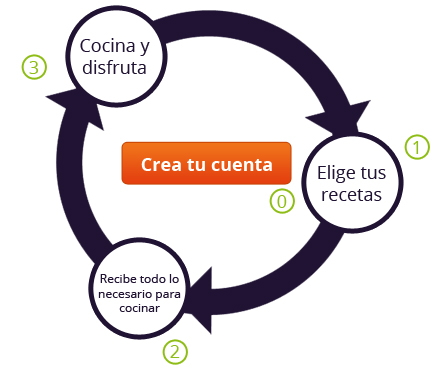 Cocina y
disfruta
3
Crea tu cuenta
0
1
Elige tus
recetas
Recibe todo lo
necesario para
cocinar
2